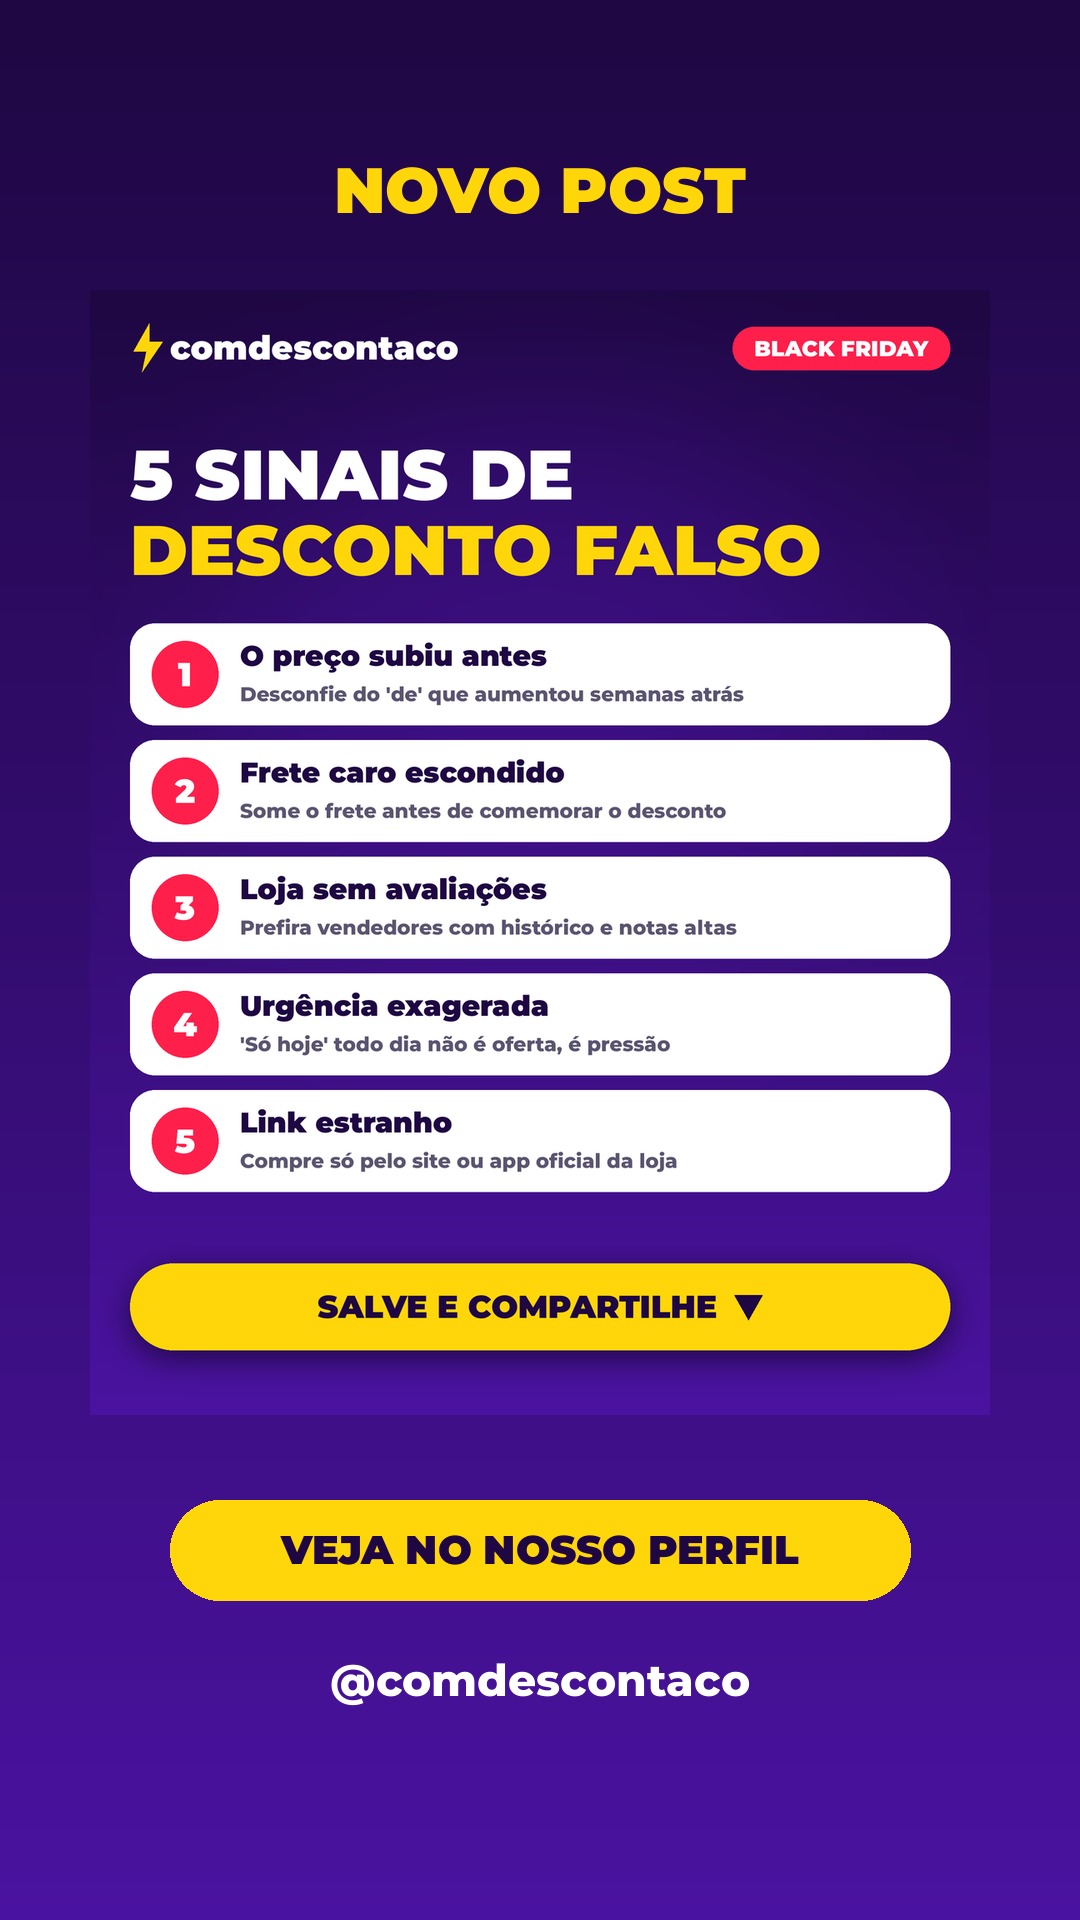 NOVO POST
comdescontaco
BLACK FRIDAY
5 SINAIS DE
DESCONTO FALSO
1
O preço subiu antes
Desconfie do 'de' que aumentou semanas atrás
2
Frete caro escondido
Some o frete antes de comemorar o desconto
3
Loja sem avaliações
Prefira vendedores com histórico e notas altas
4
Urgência exagerada
'Só hoje' todo dia não é oferta, é pressão
5
Link estranho
Compre só pelo site ou app oficial da loja
SALVE E COMPARTILHE ▼
VEJA NO NOSSO PERFIL
@comdescontaco